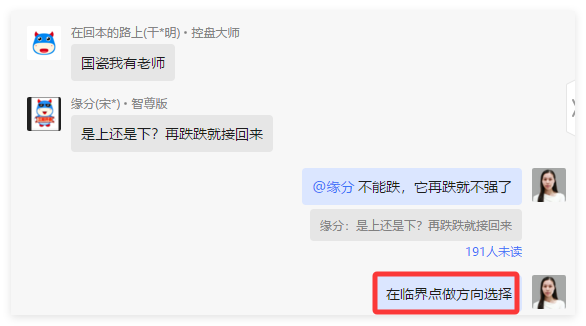 在回本的路上(干*明)·控盘大师
国瓷我有老师
缘分(宋*)·智尊版
是上还是下？再跌跌就接回来
@缘分 不能跌，它再跌就不强了
缘分：是上还是下？再跌跌就接回来
191人未读
在临界点做方向选择